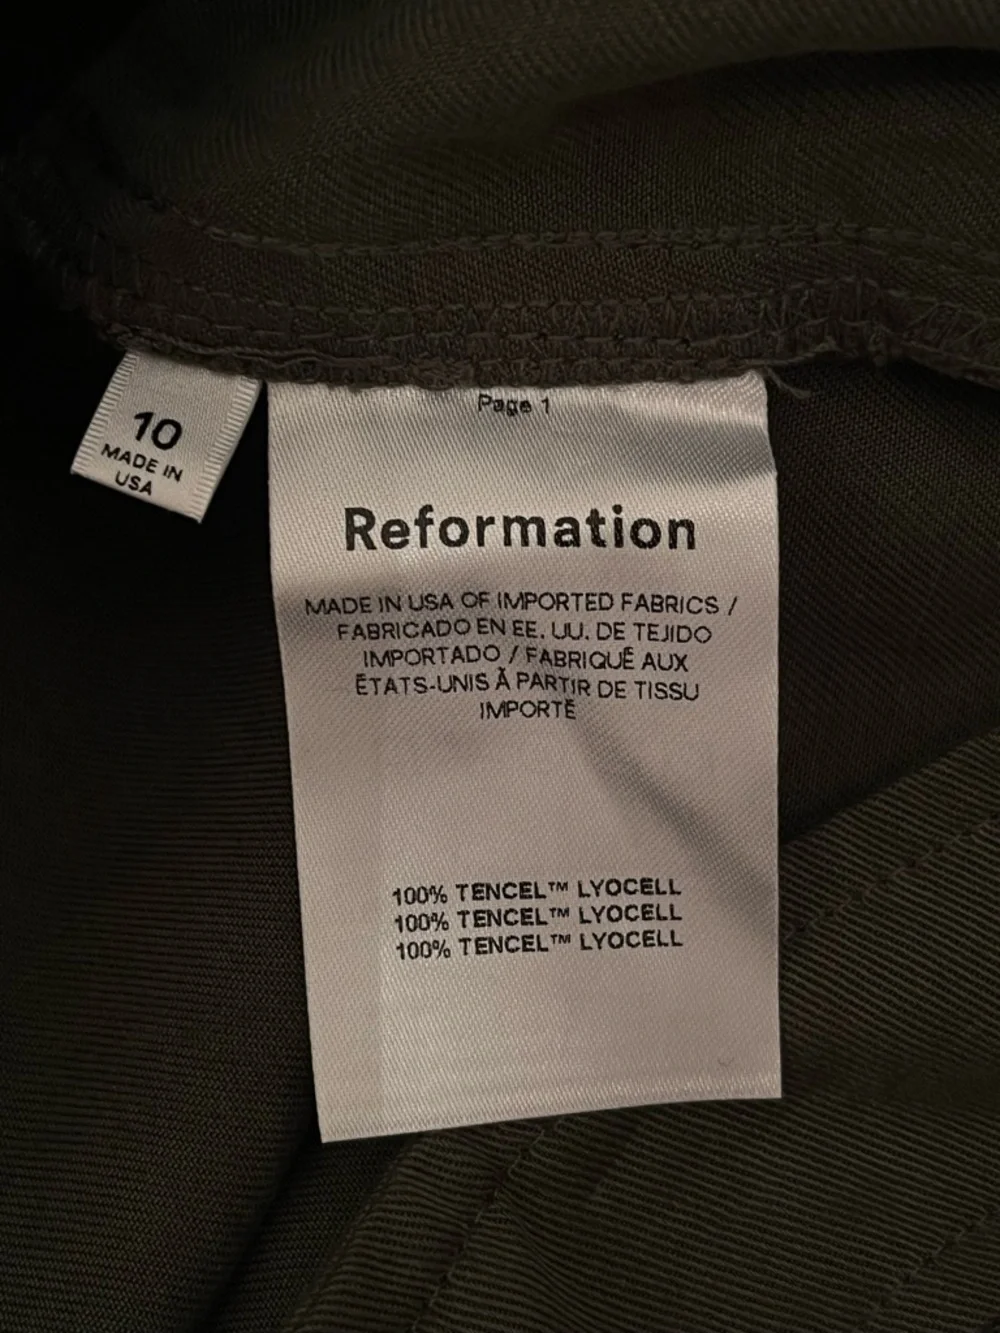 10
MADE IN
USA
Page 1
Reformation
MADE IN USA OF IMPORTED FABRICS /
FABRICADO EN EE. UU. DE TEJIDO
IMPORTADO / FABRIQUÉ AUX
ÉTATS-UNIS À PARTIR DE TISSU
IMPORTÉ
100% TENCEL™ LYOCELL
100% TENCEL™ LYOCELL
100% TENCEL™ LYOCELL